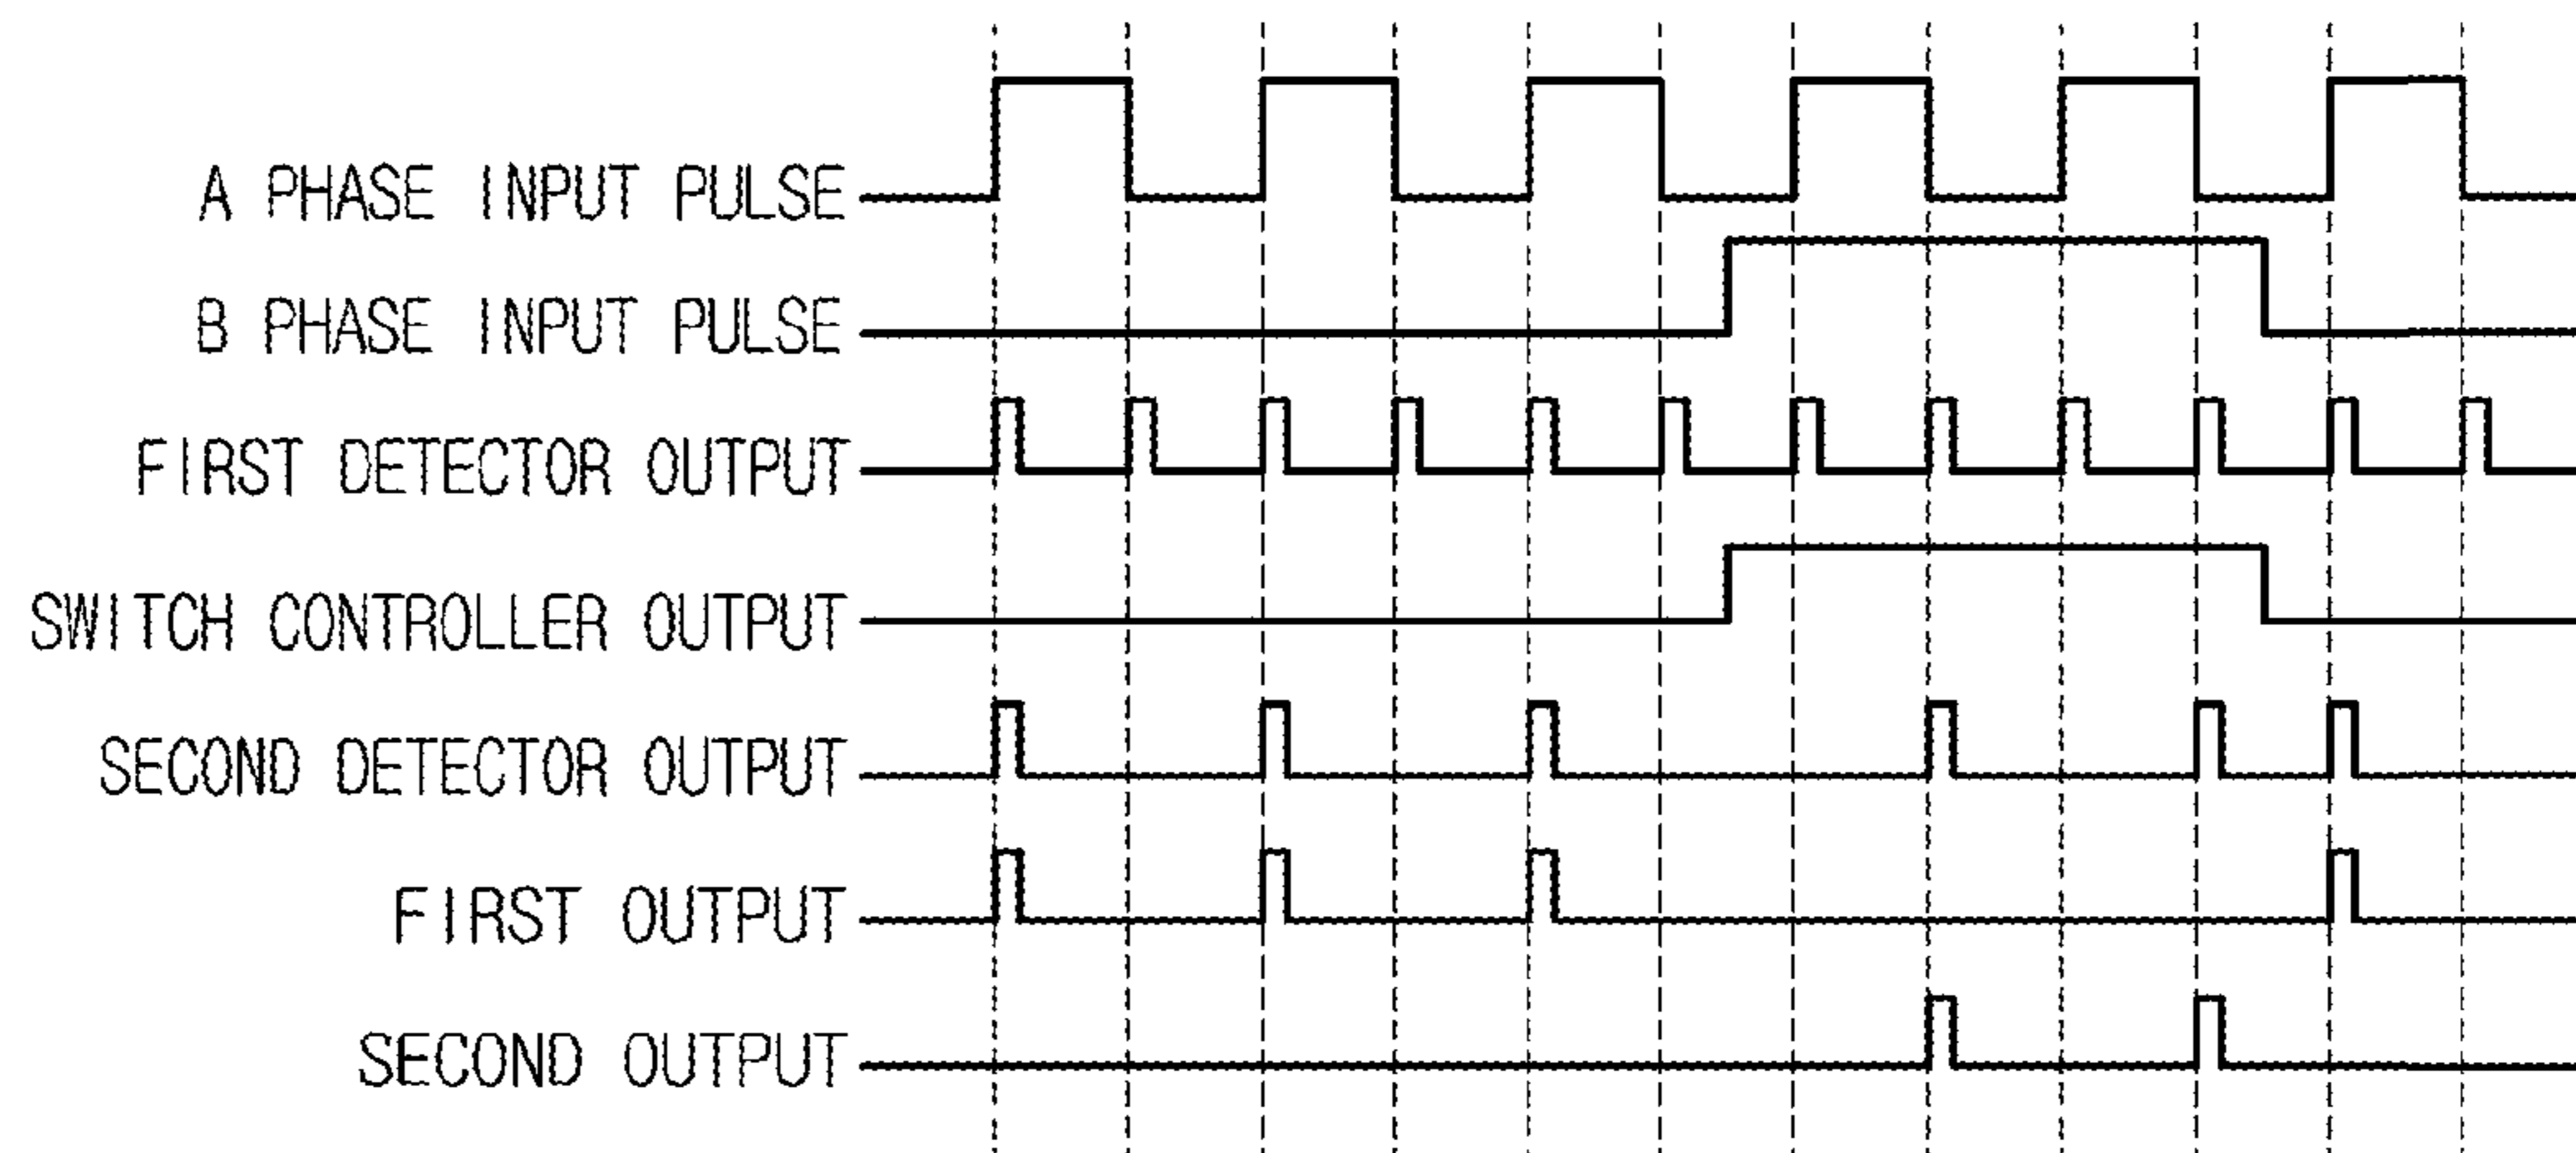 A PHASE INPUT PULSE
B PHASE INPUT PULSE
FIRST DETECTOR OUTPUT
SWITCH CONTROLLER OUTPUT
SECOND DETECTOR OUTPUT
FIRST OUTPUT
SECOND OUTPUT